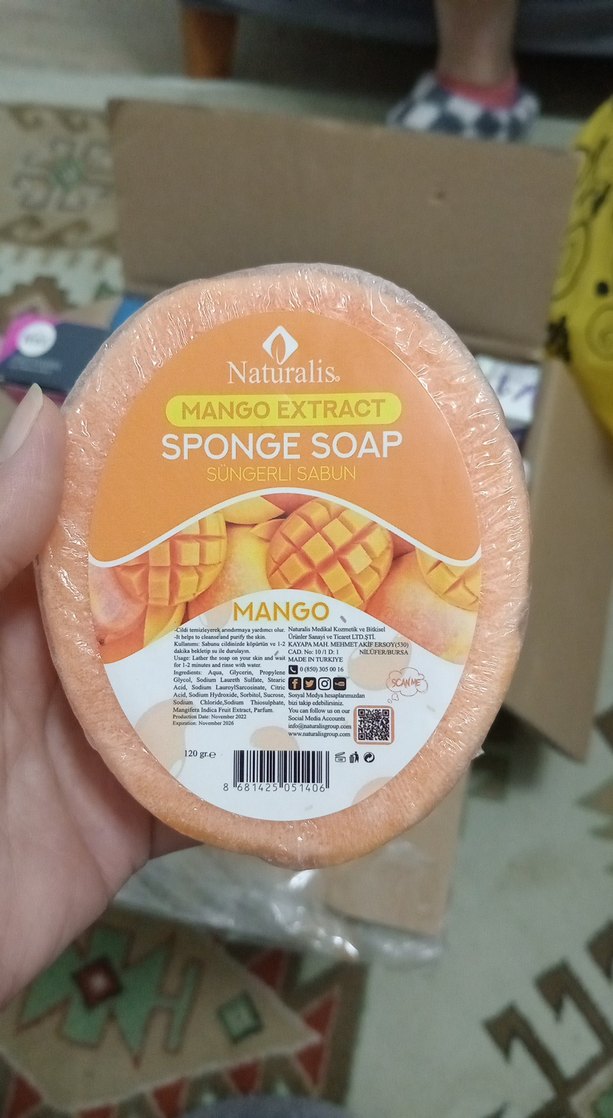 Naturalis
MANGO EXTRACT
SPONGE SOAP
SÜNGERLİ SABUN
MANGO
-Cildi temizleyerek arındırmaya yardımcı olur.
-It helps to cleanse and purify the skin.
Kullanımı: Sabunu cildinizde köpürtün ve 1-2
dakika bekletip su ile durulayın.
Usage: Lather the soap on your skin and wait
for 1-2 minutes and rinse with water.
Ingredients: Aqua, Glycerin, Propylene
Glycol, Sodium Laureth Sulfate, Stearic
Acid, Sodium LauroylSarcosinate, Citric
Acid, Sodium Hydroxide, Sorbitol, Sucrose,
Sodium Chloride,Sodium Thiosulphate,
Mangifera Indica Fruit Extract, Parfum.
Production Date: November 2022
Expiration: November 2026
Naturalis Medikal Kozmetik ve Bitkisel
Ürünler Sanayi ve Ticaret LTD.ŞTİ.
KAYAPA MAH. MEHMET AKİF ERSOY(530)
CAD. No: 10 /1 D: 1 NİLÜFER/BURSA
MADE IN TURKIYE
0 (850) 305 00 16
Sosyal Medya hesaplarımızdan
bizi takip edebilirsiniz.
You can follow us on our
Social Media Accounts
info@naturalisgroup.com
www.naturalisgroup.com
SCAN ME
120 gr.e
8 681425 051406